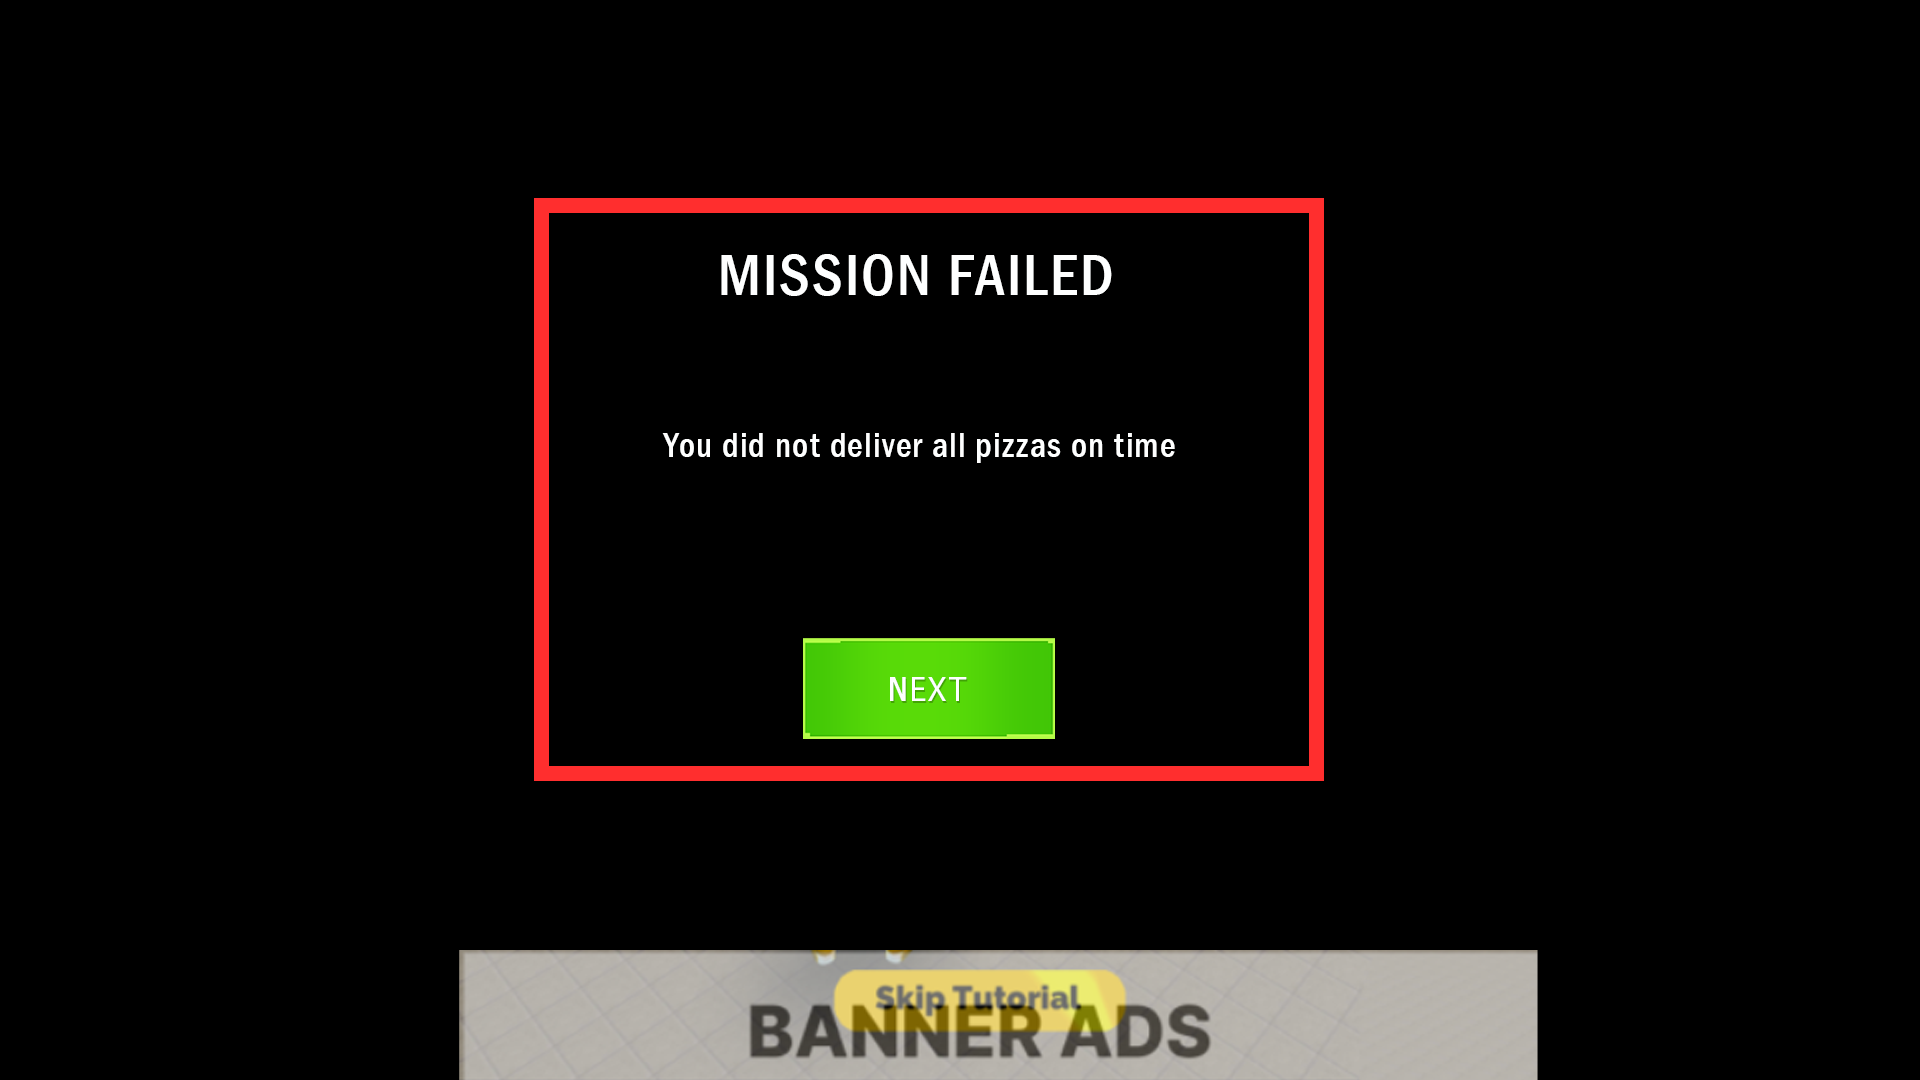 MISSION FAILED
You did not deliver all pizzas on time
NEXT
Skip Tutorial
BANNER ADS